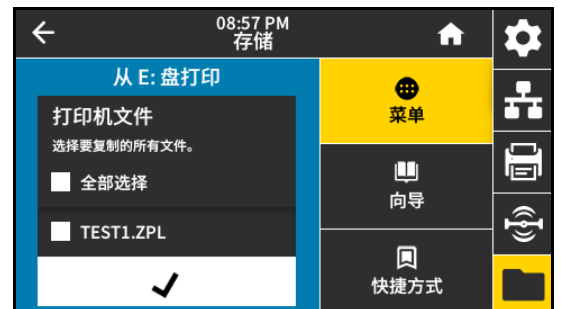 08:57 PM
存储
从 E: 盘打印
打印机文件
选择要复制的所有文件。
全部选择
TEST1.ZPL
菜单
向导
快捷方式